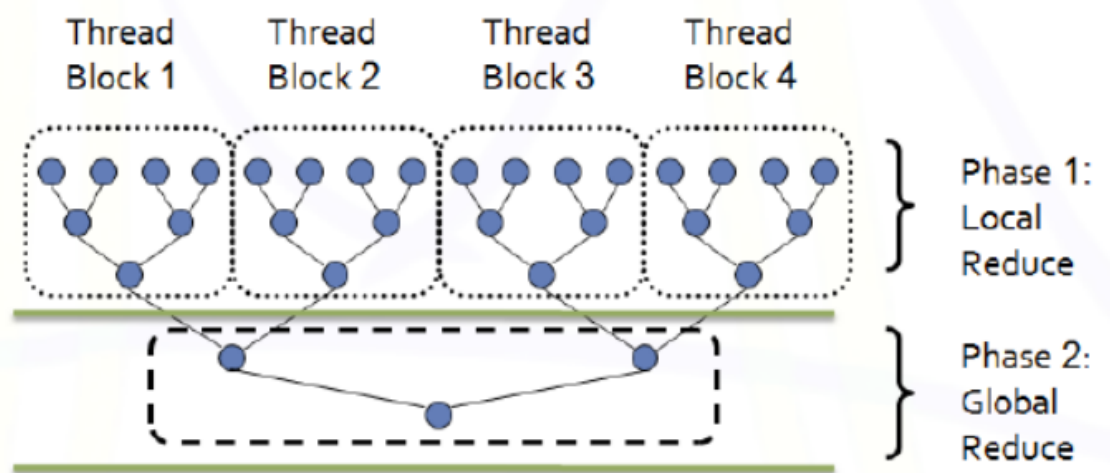 Thread
Block 1
Thread
Block 2
Thread
Block 3
Thread
Block 4
Phase 1:
Local
Reduce
Phase 2:
Global
Reduce